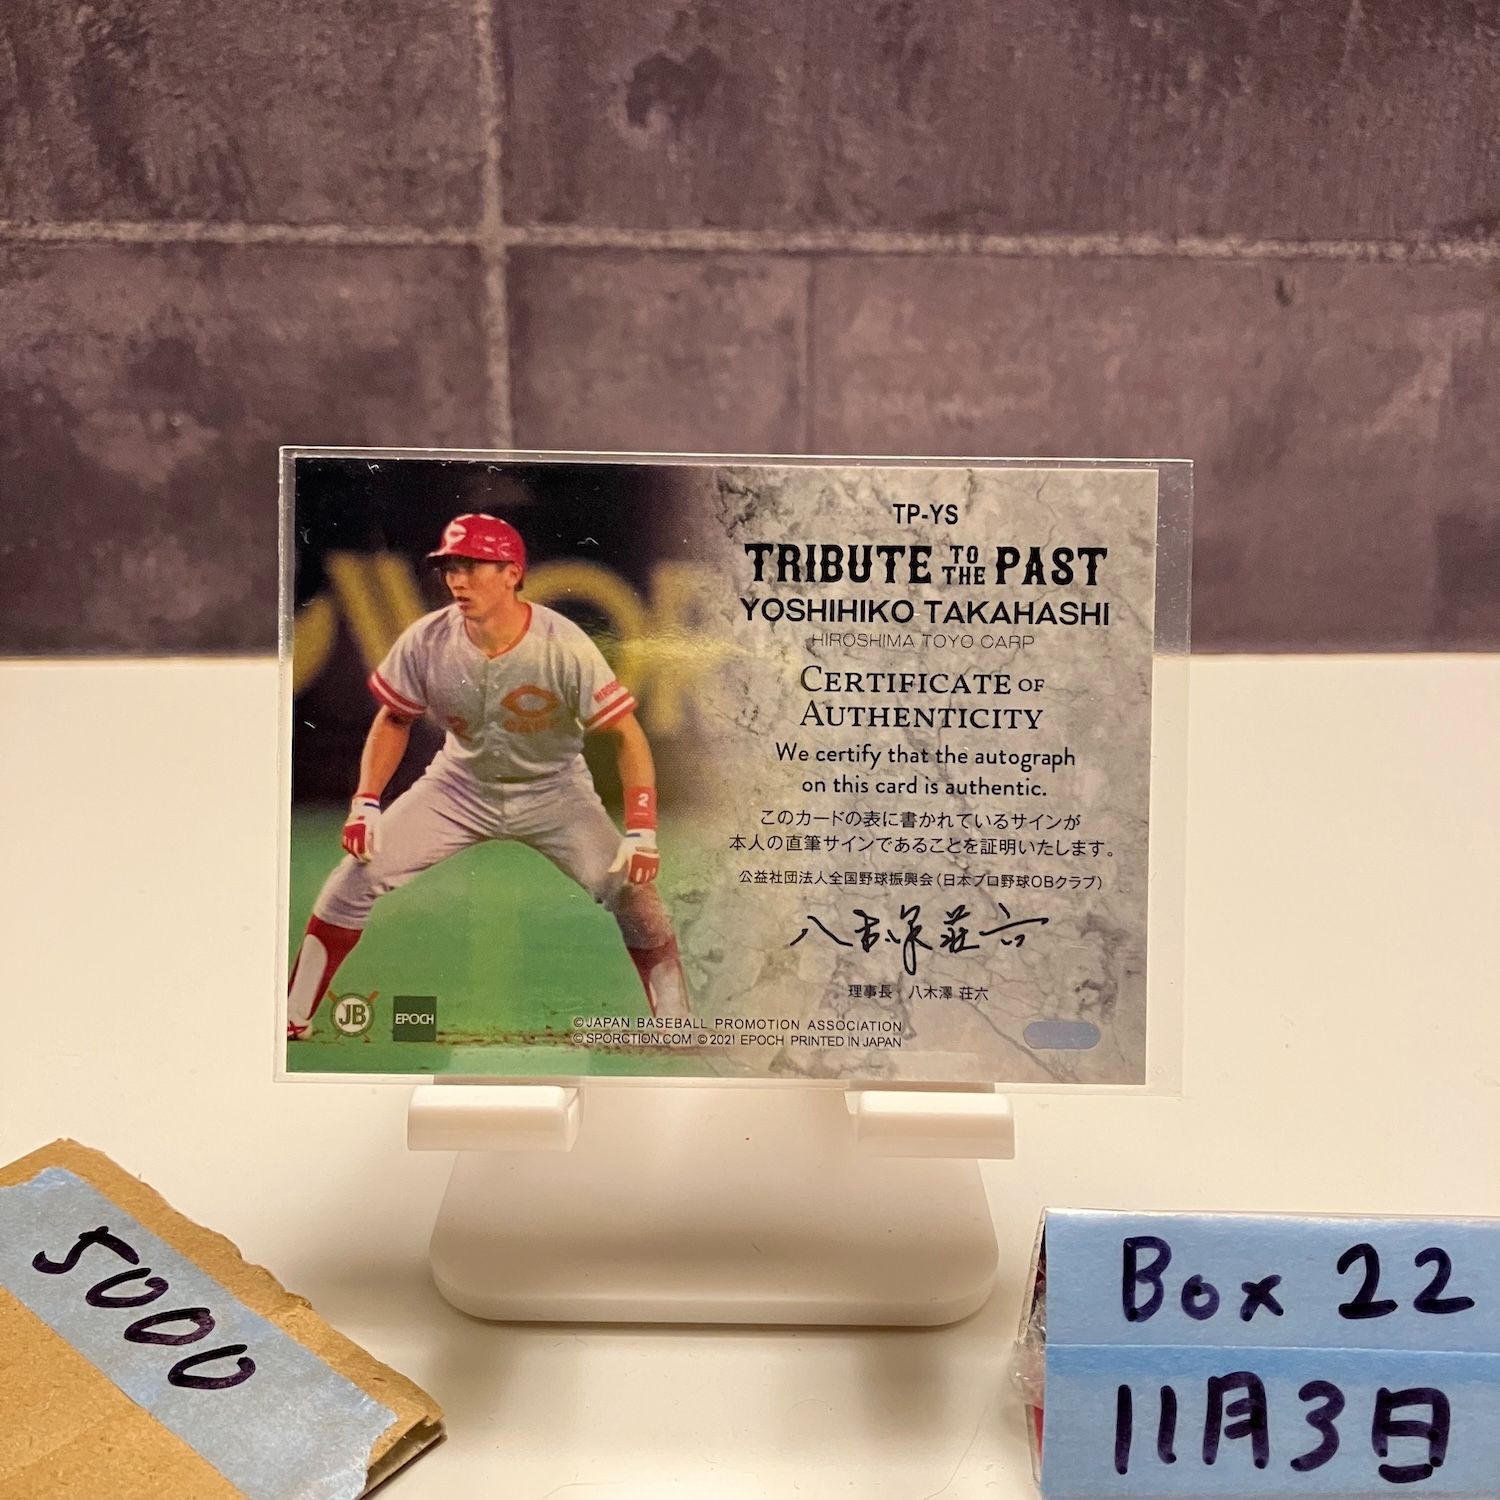 TP-YS
TRIBUTE TO THE PAST
YOSHIHIKO TAKAHASHI
HIROSHIMA TOYO CARP
CERTIFICATE OF
AUTHENTICITY
We certify that the autograph
on this card is authentic.
このカードの表に書かれているサインが
本人の直筆サインであることを証明いたします。
公益社団法人全国野球振興会(日本プロ野球OBクラブ)
八木澤荘六
理事長 八木澤 荘六
2
JB
EPOCH
©JAPAN BASEBALL PROMOTION ASSOCIATION
©SPORCTION.COM ©2021 EPOCH PRINTED IN JAPAN
5000
Box 22
11月3日